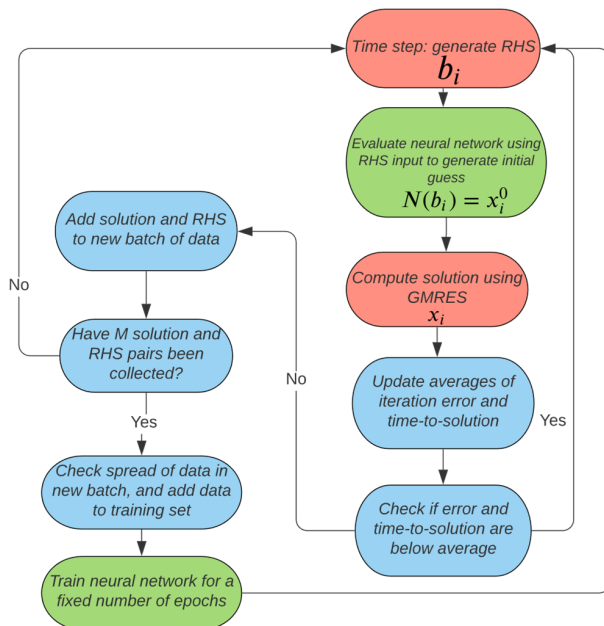 Time step: generate RHS
b_i
Evaluate neural network using
RHS input to generate initial
guess
N(b_i) = x_i^0
Compute solution using
GMRES
x_i
Update averages of
iteration error and
time-to-solution
Check if error and
time-to-solution are
below average
Yes
No
Add solution and RHS
to new batch of data
Have M solution and
RHS pairs been
collected?
No
Yes
Check spread of data in
new batch, and add data
to training set
Train neural network for a
fixed number of epochs